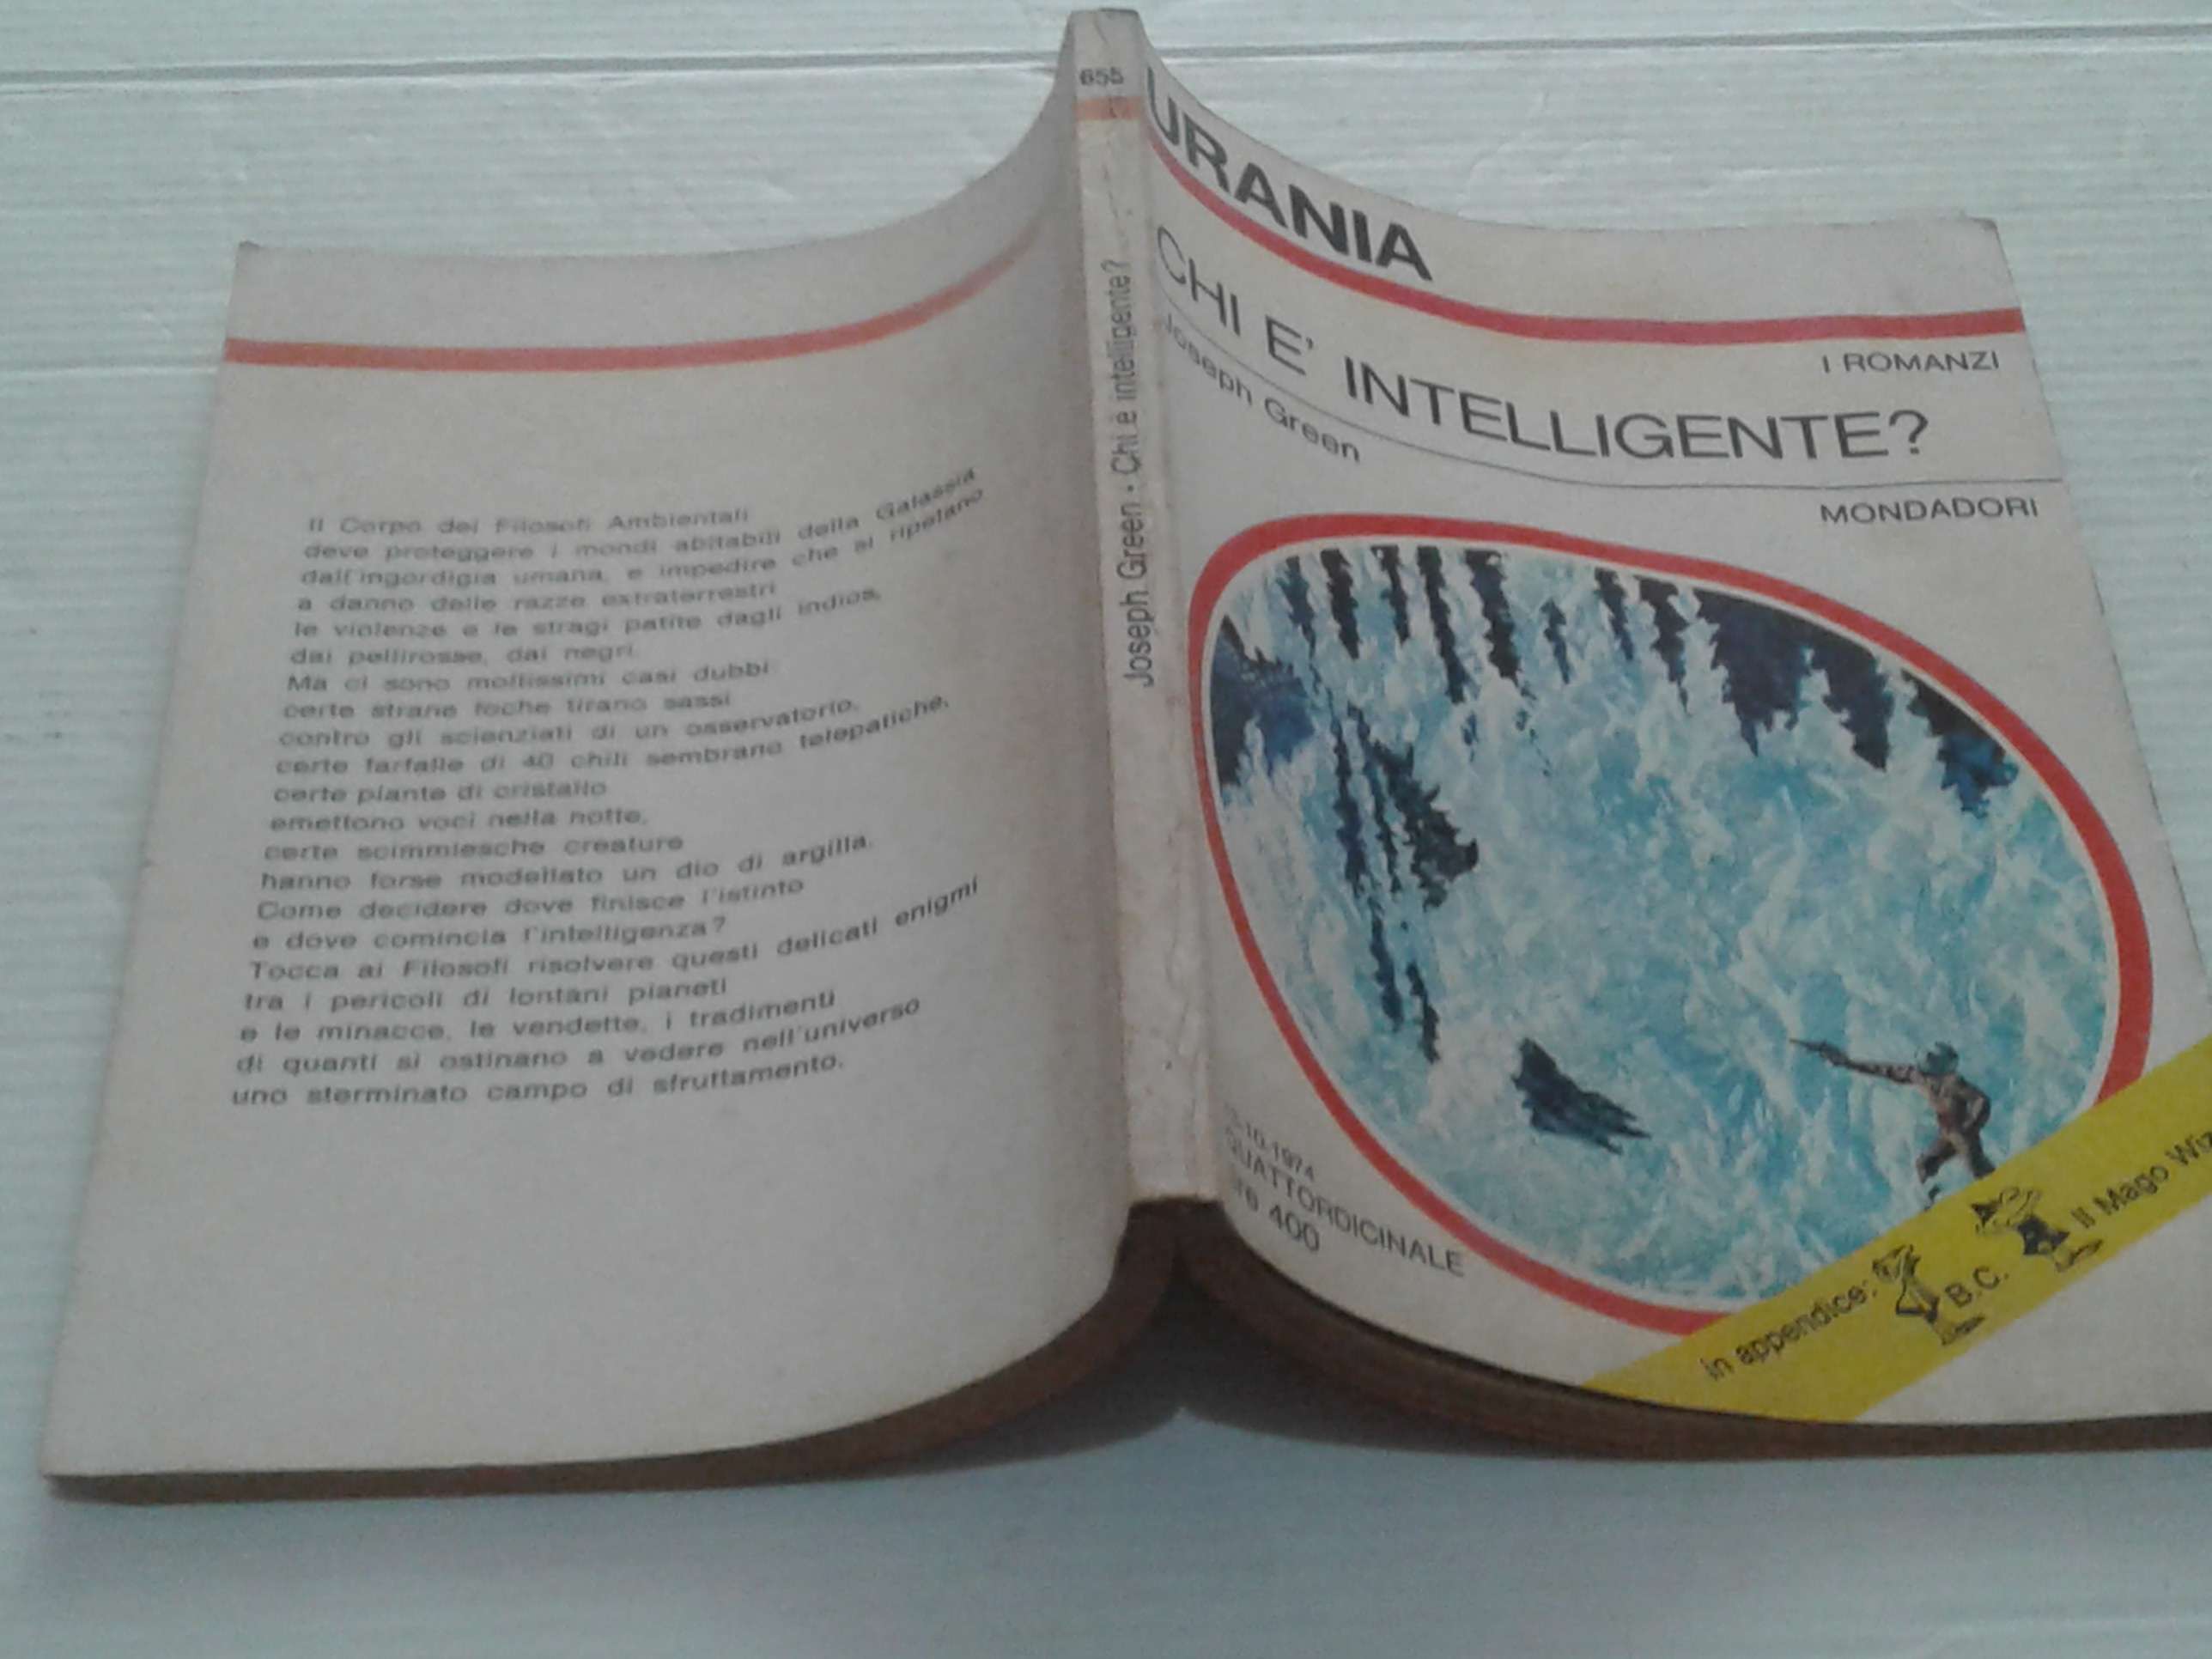 Il Corpo dei Filosofi Ambientali
deve proteggere i mondi abitabili della Galassia
dall'ingordigia umana, e impedire che si ripetano
a danno delle razze extraterrestri
le violenze e le stragi patite dagli indios,
dai pellirosse, dai negri.
Ma ci sono moltissimi casi dubbi:
certe strane foche tirano sassi
contro gli scienziati di un osservatorio,
certe farfalle di 40 chili sembrano telepatiche,
certe piante di cristallo
emettono voci nella notte,
certe scimmiesche creature
hanno forse modellato un dio di argilla.
Come decidere dove finisce l'istinto
e dove comincia l'intelligenza?
Tocca ai Filosofi risolvere questi delicati enigmi
tra i pericoli di lontani pianeti
e le minacce, le vendette, i tradimenti
di quanti si ostinano a vedere nell'universo
uno sterminato campo di sfruttamento.
655
Joseph Green • Chi è intelligente?
URANIA
I ROMANZI
CHI E' INTELLIGENTE?
Joseph Green
MONDADORI
10-1974
QUATTORDICINALE
400
in appendice: B.C. Il Mago Wiz